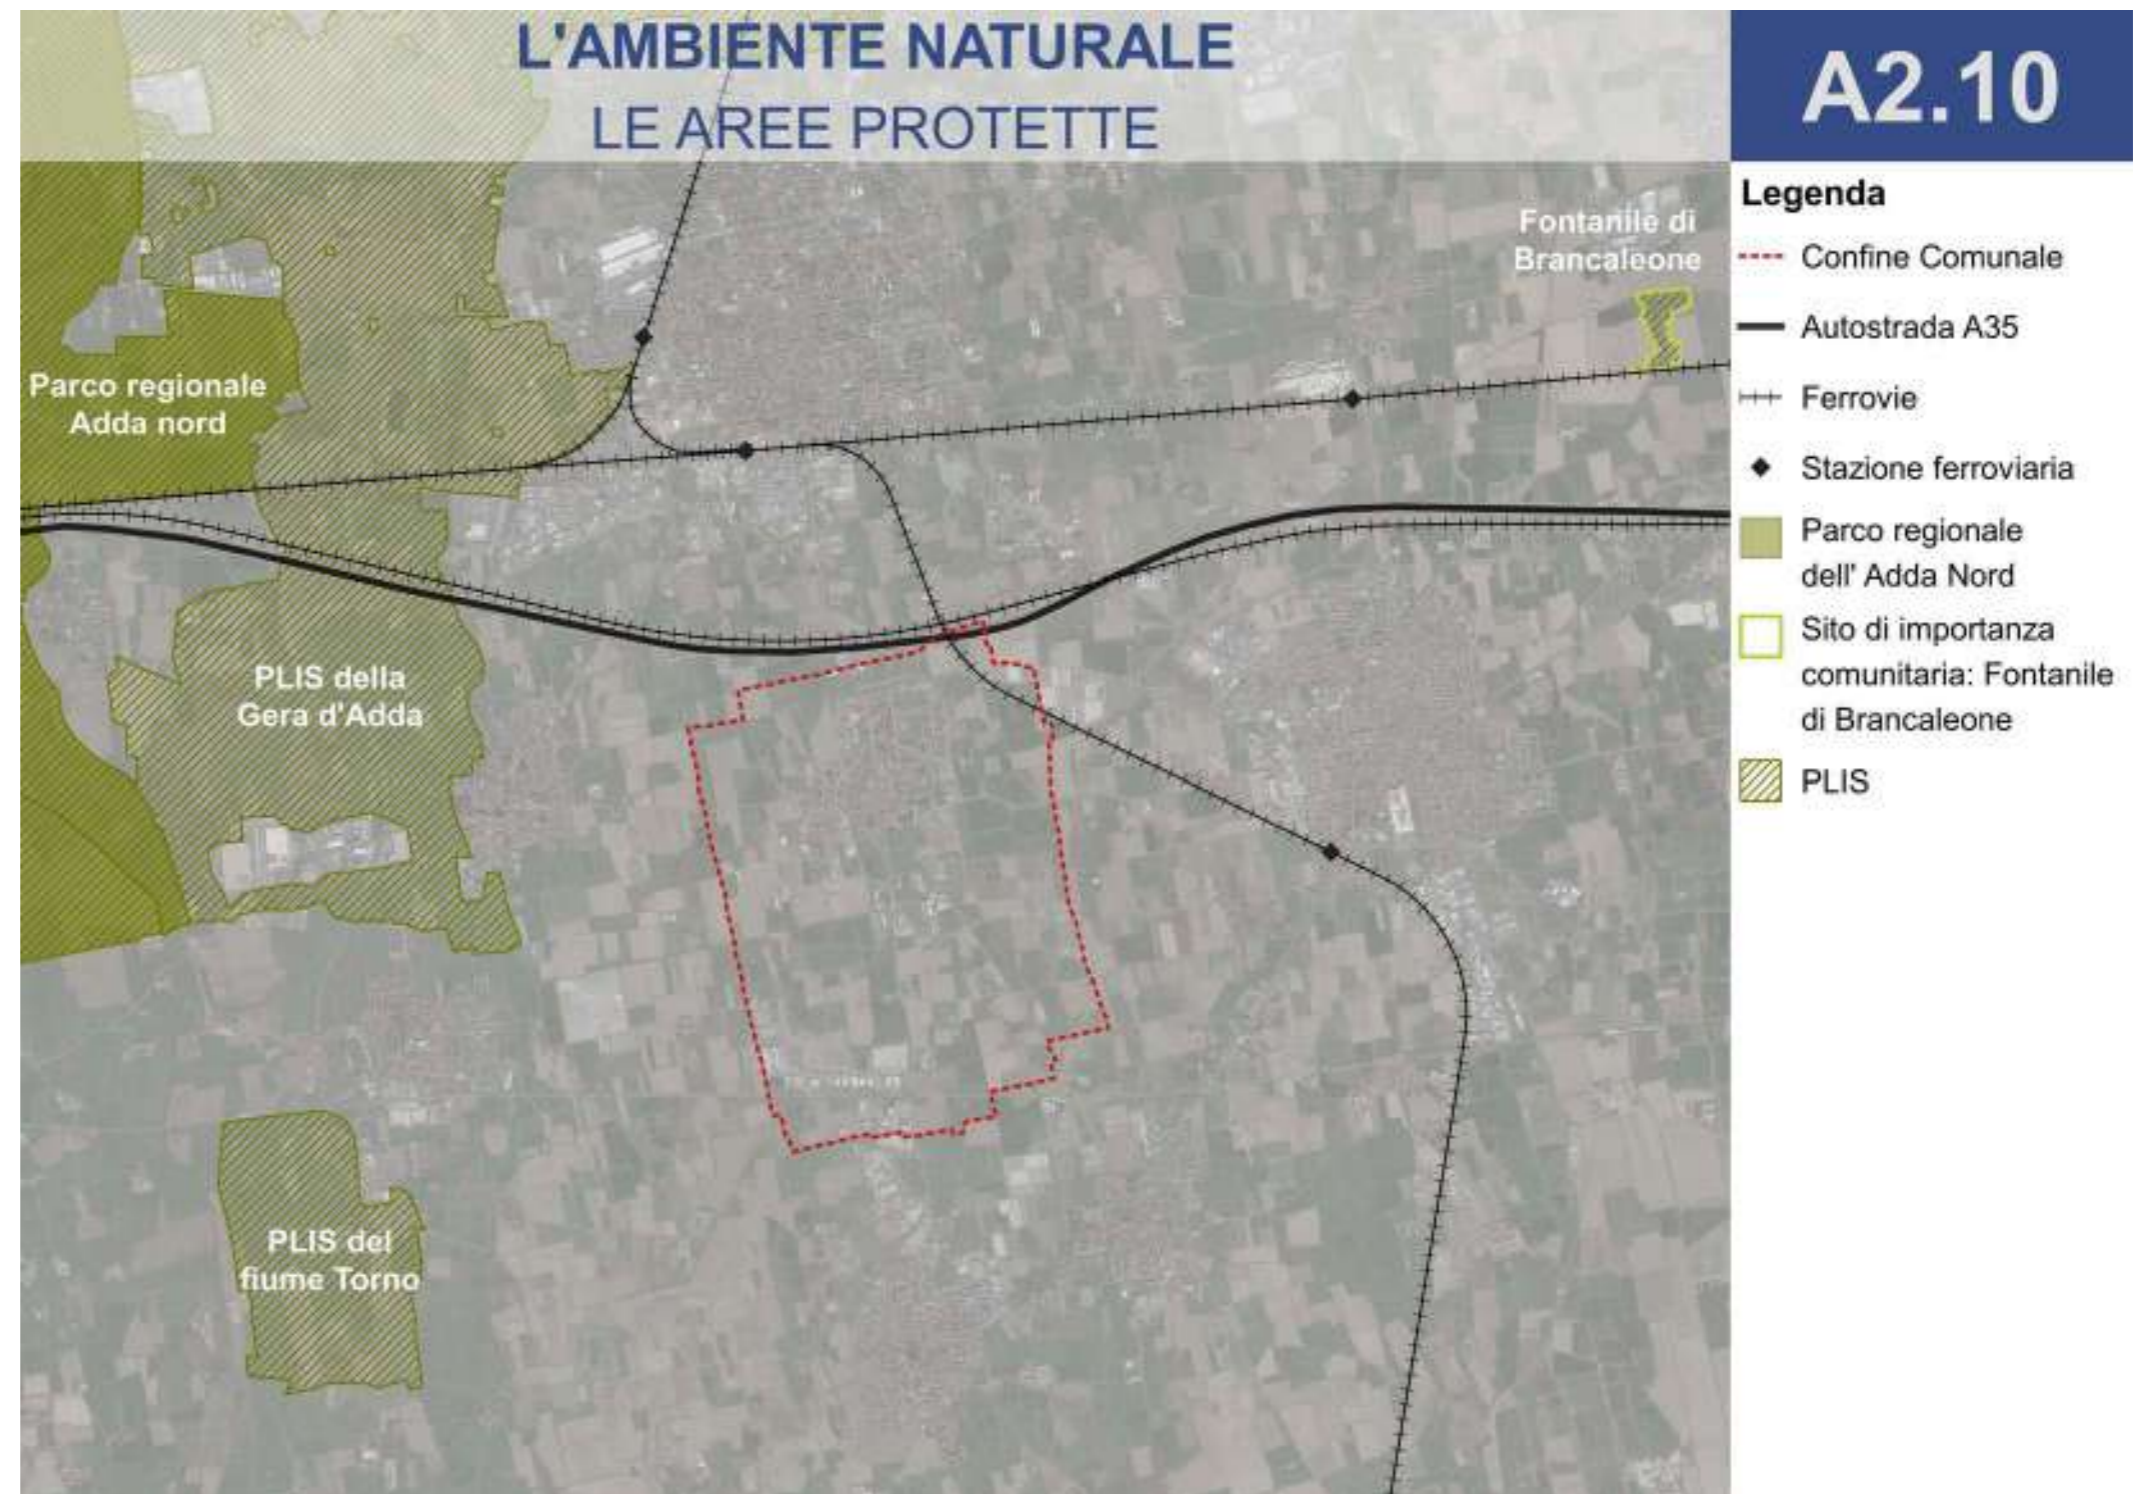 L'AMBIENTE NATURALE
LE AREE PROTETTE
A2.10
Fontanile di
Brancaleone
Parco regionale
Adda nord
PLIS della
Gera d'Adda
PLIS del
fiume Torno
Legenda
Confine Comunale
Autostrada A35
Ferrovie
Stazione ferroviaria
Parco regionale
dell' Adda Nord
Sito di importanza
comunitaria: Fontanile
di Brancaleone
PLIS